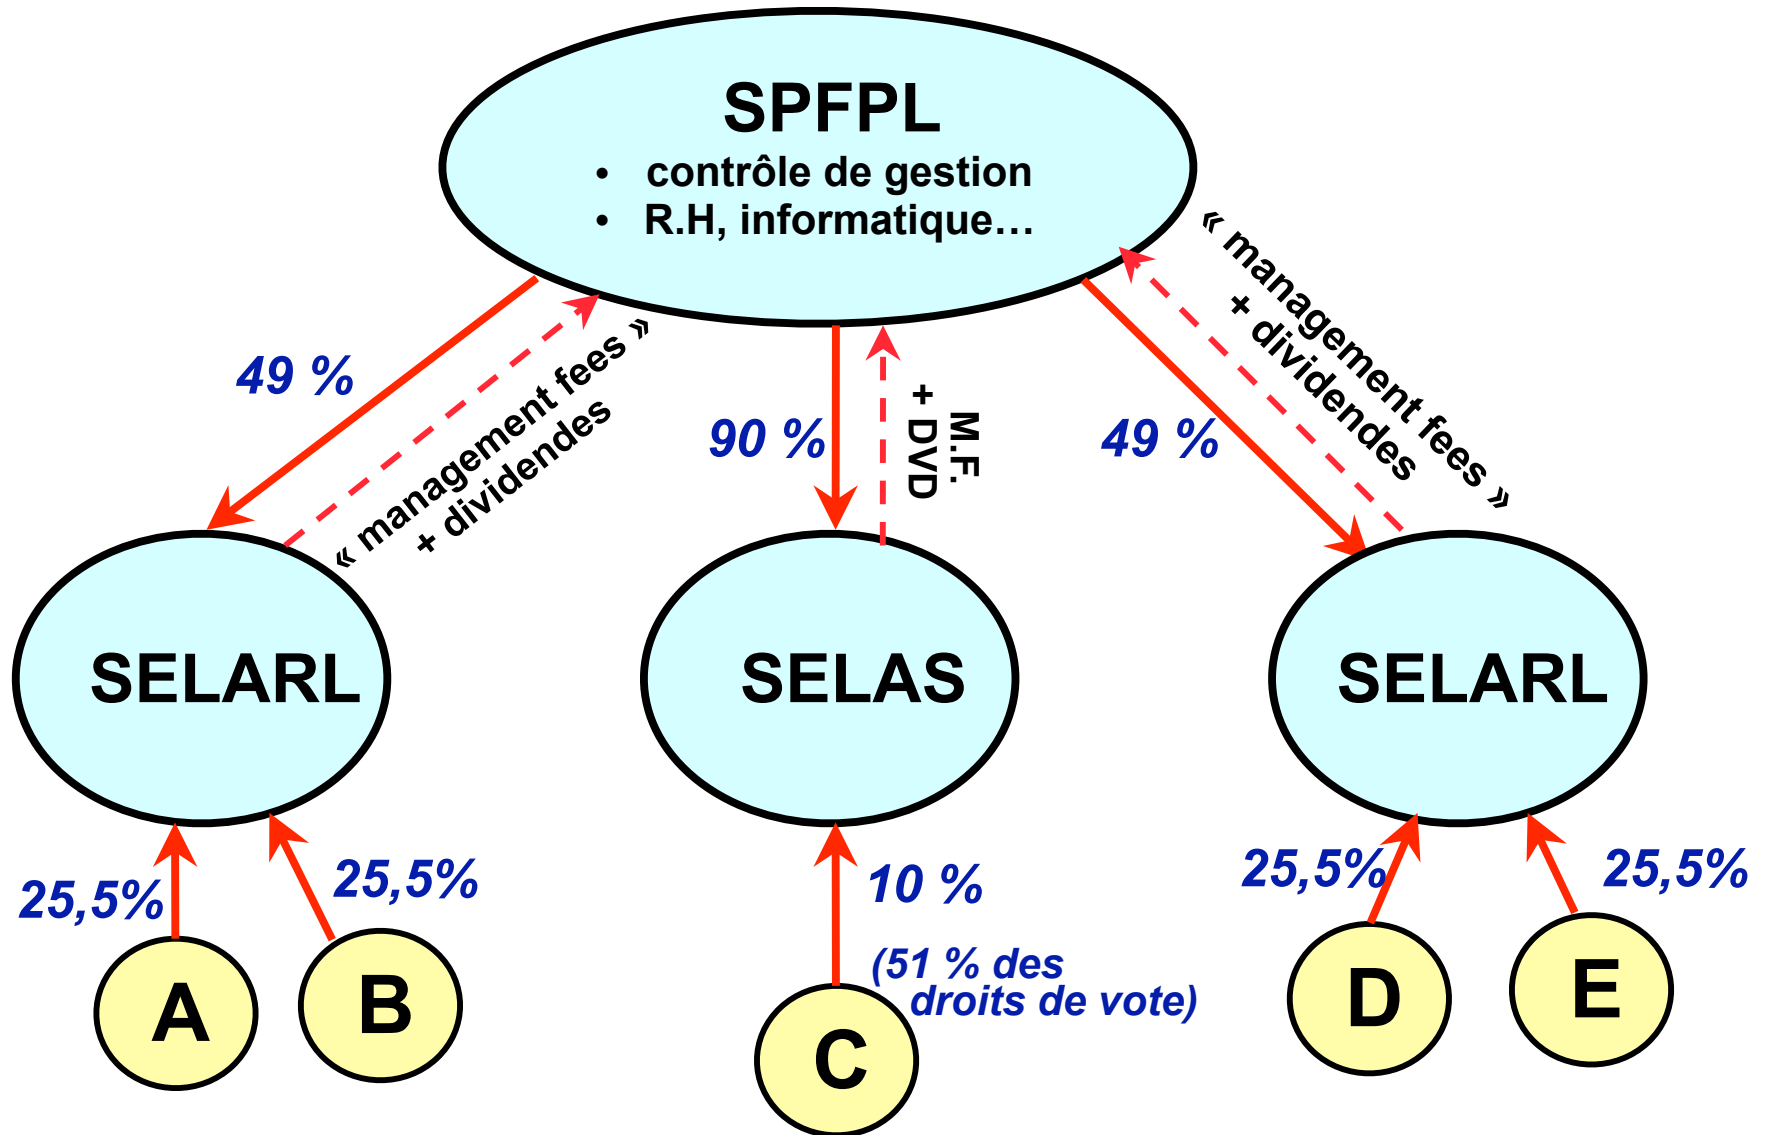 SPFPL
• contrôle de gestion
• R.H, informatique…
49 %
« management fees »
+ dividendes
90 %
M.F.
+ DVD
49 %
« management fees »
+ dividendes
SELARL
SELAS
SELARL
25,5%
25,5%
10 %
(51 % des
droits de vote)
25,5%
25,5%
A
B
C
D
E